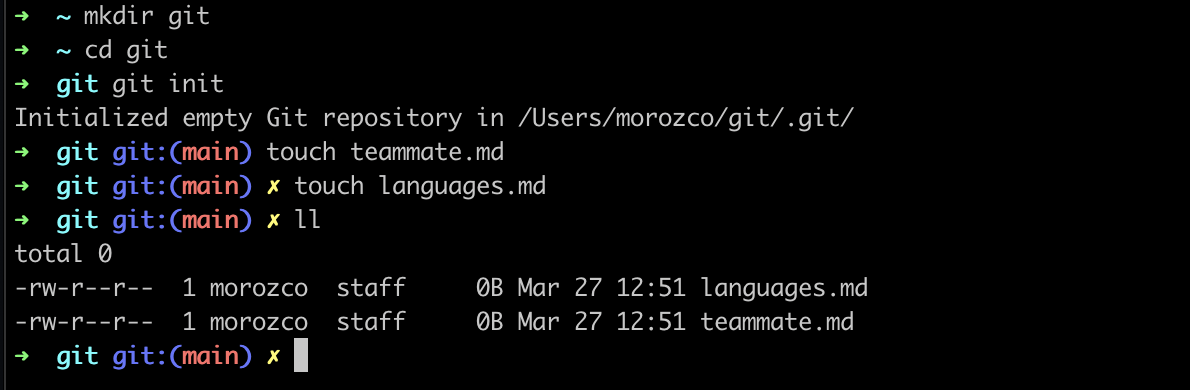 ➜  ~ mkdir git
➜  ~ cd git
➜  git git init
Initialized empty Git repository in /Users/morozco/git/.git/
➜  git git:(main) touch teammate.md
➜  git git:(main) ✗ touch languages.md
➜  git git:(main) ✗ ll
total 0
-rw-r--r--  1 morozco  staff     0B Mar 27 12:51 languages.md
-rw-r--r--  1 morozco  staff     0B Mar 27 12:51 teammate.md
➜  git git:(main) ✗